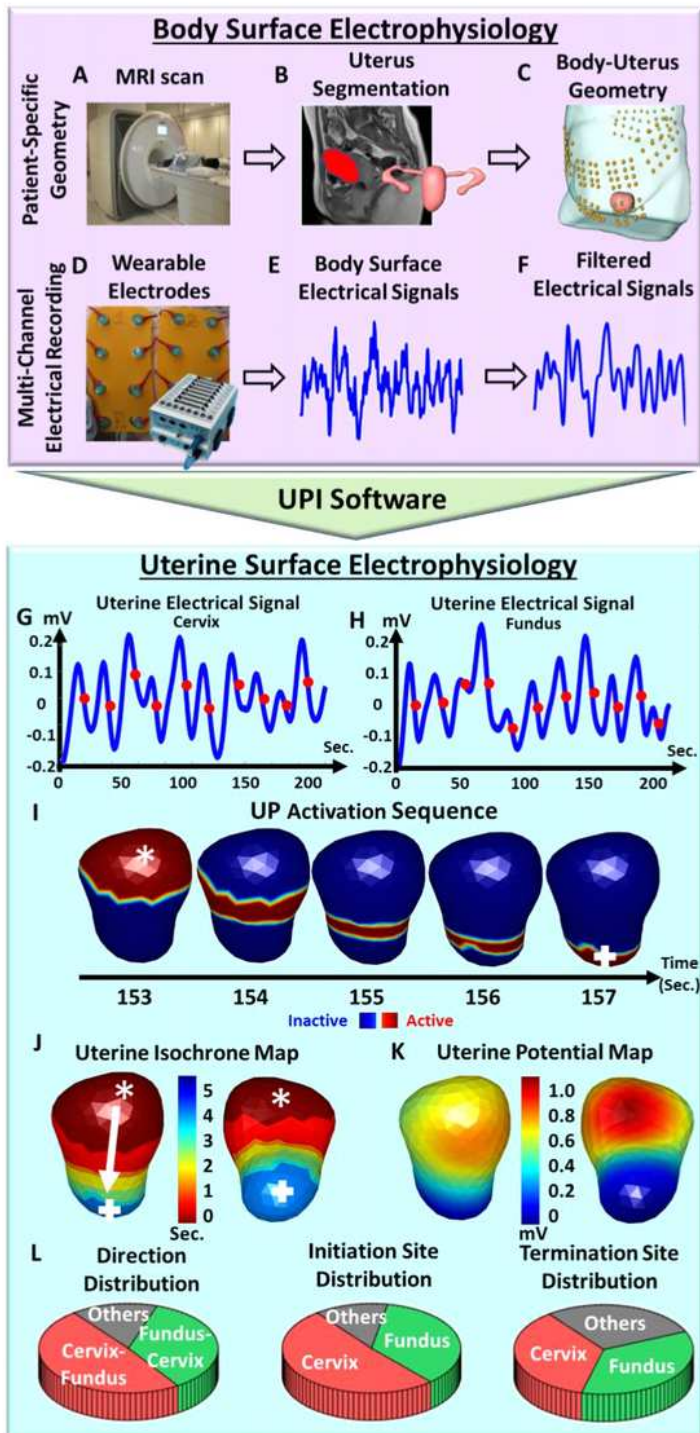 Body Surface Electrophysiology
Patient-Specific
Geometry
A
MRI scan
B
Uterus
Segmentation
C
Body-Uterus
Geometry
Multi-Channel
Electrical Recording
D
Wearable
Electrodes
E
Body Surface
Electrical Signals
F
Filtered
Electrical Signals
UPI Software
Uterine Surface Electrophysiology
G
mV
Uterine Electrical Signal
Cervix
0.2
0.1
0
-0.1
-0.2
0
50
100
150
200
Sec.
H
mV
Uterine Electrical Signal
Fundus
0.2
0.1
0
-0.1
-0.2
0
50
100
150
200
Sec.
I
UP Activation Sequence
*
153
154
155
156
157
Time
(Sec.)
Inactive
Active
J
Uterine Isochrone Map
*
*
5
4
3
2
1
0
Sec.
K
Uterine Potential Map
1.0
0.8
0.6
0.4
0.2
0.0
mV
L
Direction
Distribution
Others
Fundus-
Cervix
Cervix-
Fundus
Initiation Site
Distribution
Others
Fundus
Cervix
Termination Site
Distribution
Others
Cervix
Fundus